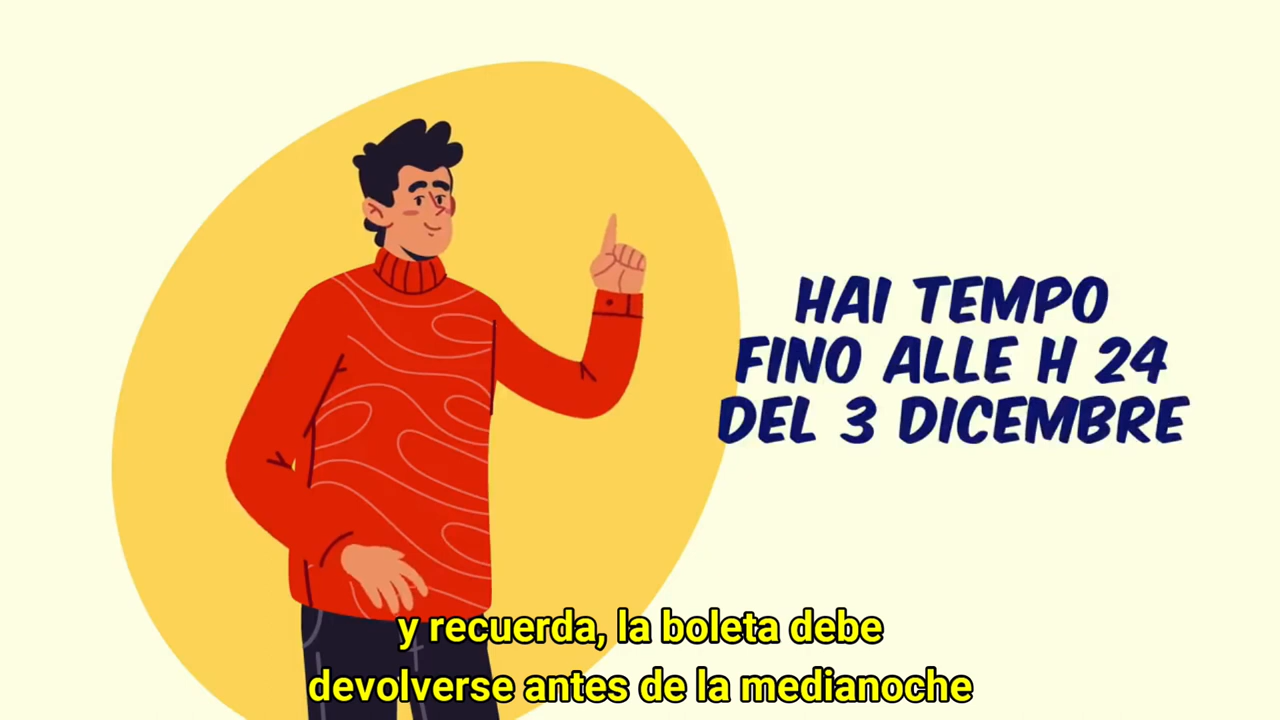 HAI TEMPO
FINO ALLE H 24
DEL 3 DICEMBRE
y recuerda, la boleta debe
devolverse antes de la medianoche